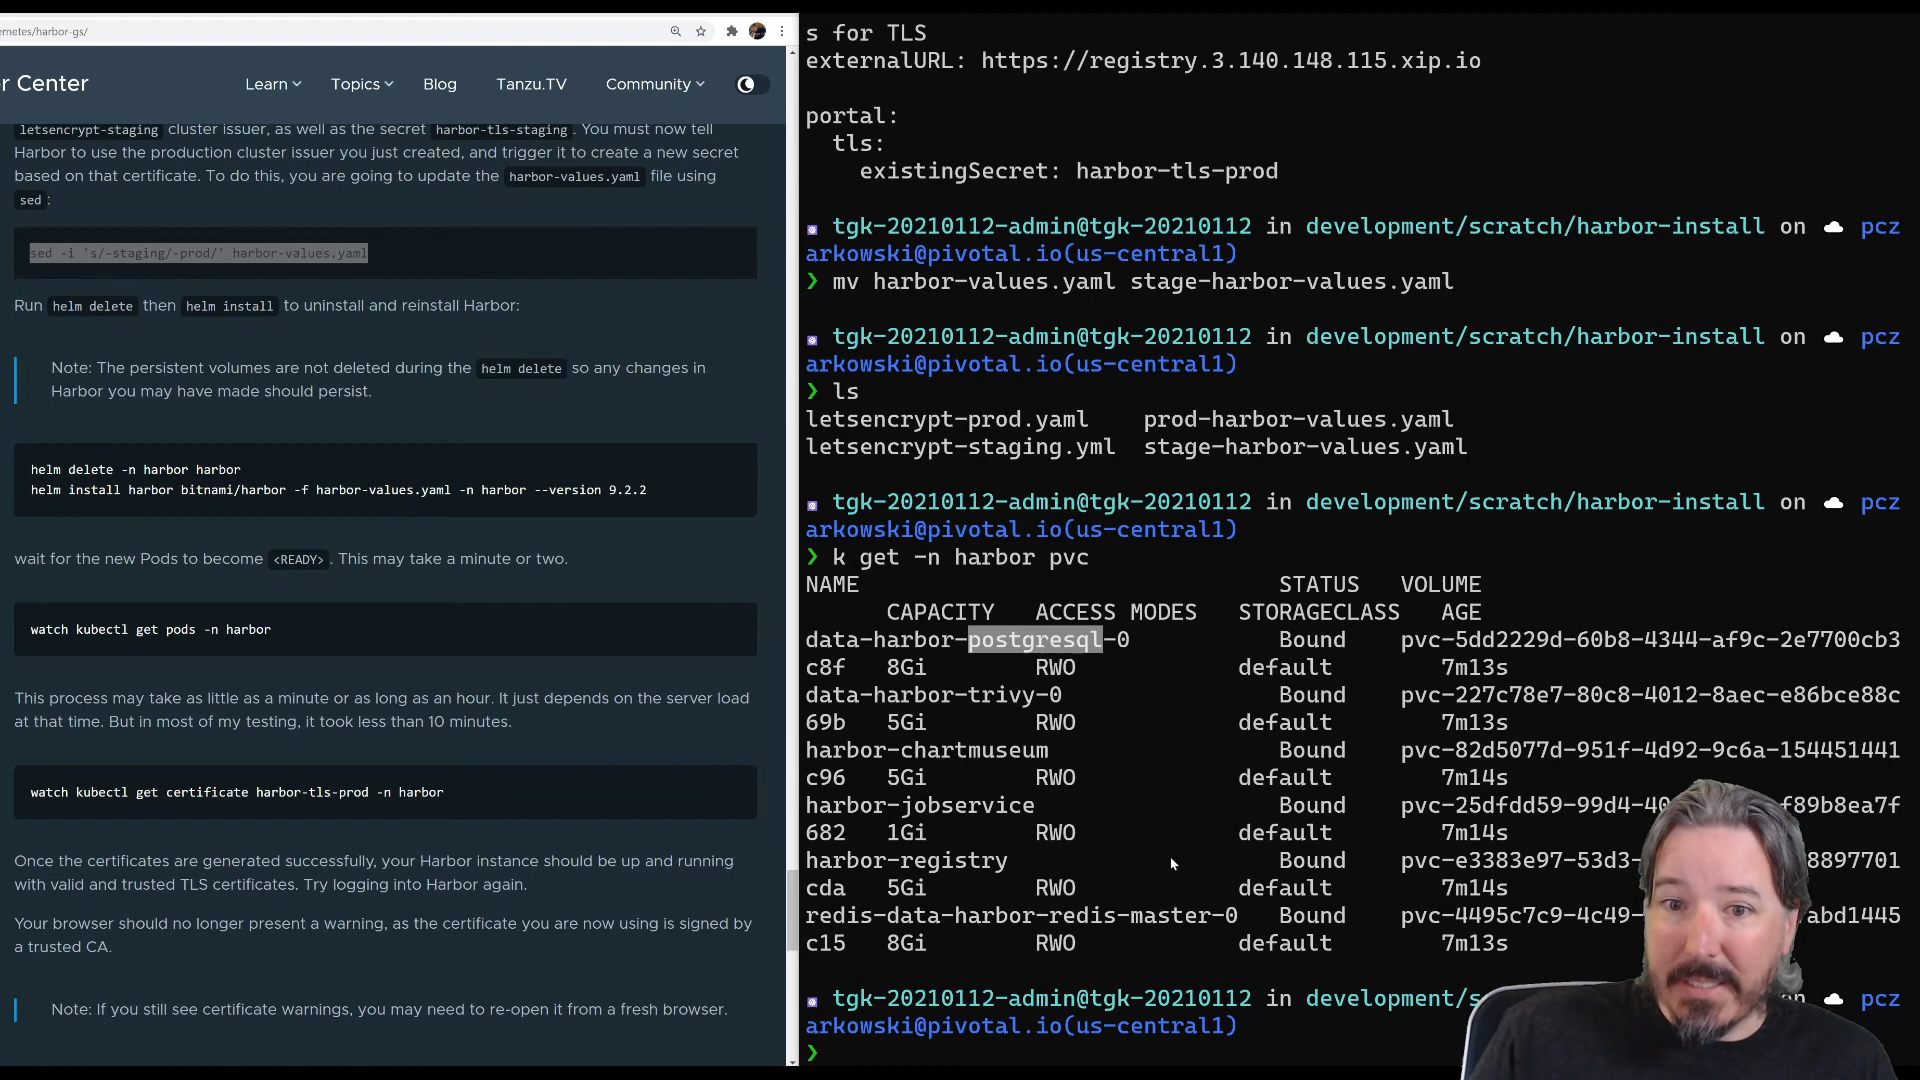 ernetes/harbor-gs/
r Center
Learn
Topics
Blog
Tanzu.TV
Community
letsencrypt-staging cluster issuer, as well as the secret harbor-tls-staging. You must now tell
Harbor to use the production cluster issuer you just created, and trigger it to create a new secret
based on that certificate. To do this, you are going to update the harbor-values.yaml file using
sed:
sed -i 's/-staging/-prod/' harbor-values.yaml
Run helm delete then helm install to uninstall and reinstall Harbor:
Note: The persistent volumes are not deleted during the helm delete so any changes in
Harbor you may have made should persist.
helm delete -n harbor harbor
helm install harbor bitnami/harbor -f harbor-values.yaml -n harbor --version 9.2.2
wait for the new Pods to become <READY>. This may take a minute or two.
watch kubectl get pods -n harbor
This process may take as little as a minute or as long as an hour. It just depends on the server load
at that time. But in most of my testing, it took less than 10 minutes.
watch kubectl get certificate harbor-tls-prod -n harbor
Once the certificates are generated successfully, your Harbor instance should be up and running
with valid and trusted TLS certificates. Try logging into Harbor again.
Your browser should no longer present a warning, as the certificate you are now using is signed by
a trusted CA.
Note: If you still see certificate warnings, you may need to re-open it from a fresh browser.
s for TLS
externalURL: https://registry.3.140.148.115.xip.io
portal:
tls:
existingSecret: harbor-tls-prod
tgk-20210112-admin@tgk-20210112 in development/scratch/harbor-install on pcz
arkowski@pivotal.io(us-central1)
❯ mv harbor-values.yaml stage-harbor-values.yaml
tgk-20210112-admin@tgk-20210112 in development/scratch/harbor-install on pcz
arkowski@pivotal.io(us-central1)
❯ ls
letsencrypt-prod.yaml prod-harbor-values.yaml
letsencrypt-staging.yml stage-harbor-values.yaml
tgk-20210112-admin@tgk-20210112 in development/scratch/harbor-install on pcz
arkowski@pivotal.io(us-central1)
❯ k get -n harbor pvc
NAME STATUS VOLUME
CAPACITY ACCESS MODES STORAGECLASS AGE
data-harbor-postgresql-0 Bound pvc-5dd2229d-60b8-4344-af9c-2e7700cb3
c8f 8Gi RWO default 7m13s
data-harbor-trivy-0 Bound pvc-227c78e7-80c8-4012-8aec-e86bce88c
69b 5Gi RWO default 7m13s
harbor-chartmuseum Bound pvc-82d5077d-951f-4d92-9c6a-154451441
c96 5Gi RWO default 7m14s
harbor-jobservice Bound pvc-25dfdd59-99d4-40 f89b8ea7f
682 1Gi RWO default 7m14s
harbor-registry Bound pvc-e3383e97-53d3- 8897701
cda 5Gi RWO default 7m14s
redis-data-harbor-redis-master-0 Bound pvc-4495c7c9-4c49- abd1445
c15 8Gi RWO default 7m13s
tgk-20210112-admin@tgk-20210112 in development/s on pcz
arkowski@pivotal.io(us-central1)
❯